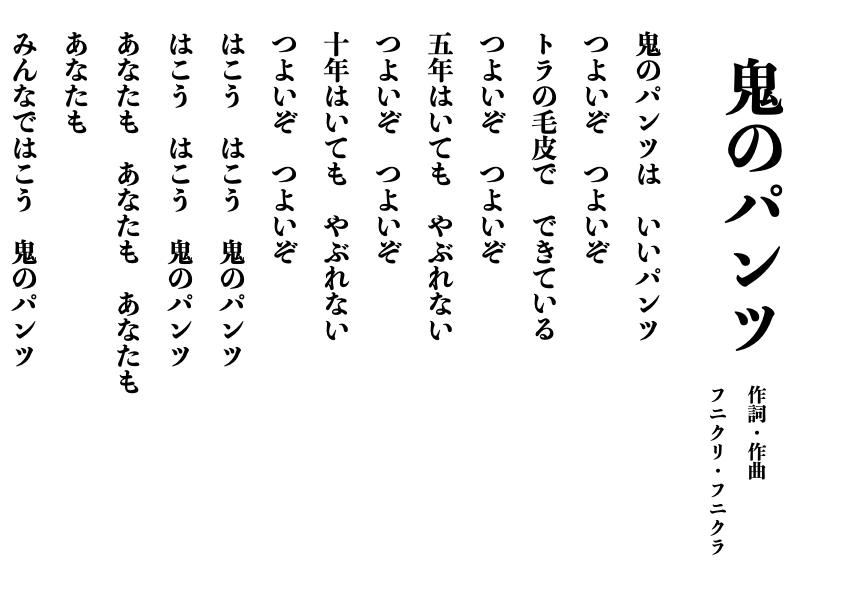 鬼のパンツ
作詞・作曲
フニクリ・フニクラ
鬼のパンツは　いいパンツ
つよいぞ　つよいぞ
トラの毛皮で　できている
つよいぞ　つよいぞ
五年はいても　やぶれない
つよいぞ　つよいぞ
十年はいても　やぶれない
つよいぞ　つよいぞ
はこう　はこう　鬼のパンツ
はこう　はこう　鬼のパンツ
あなたも　あなたも　あなたも
あなたも
みんなではこう　鬼のパンツ